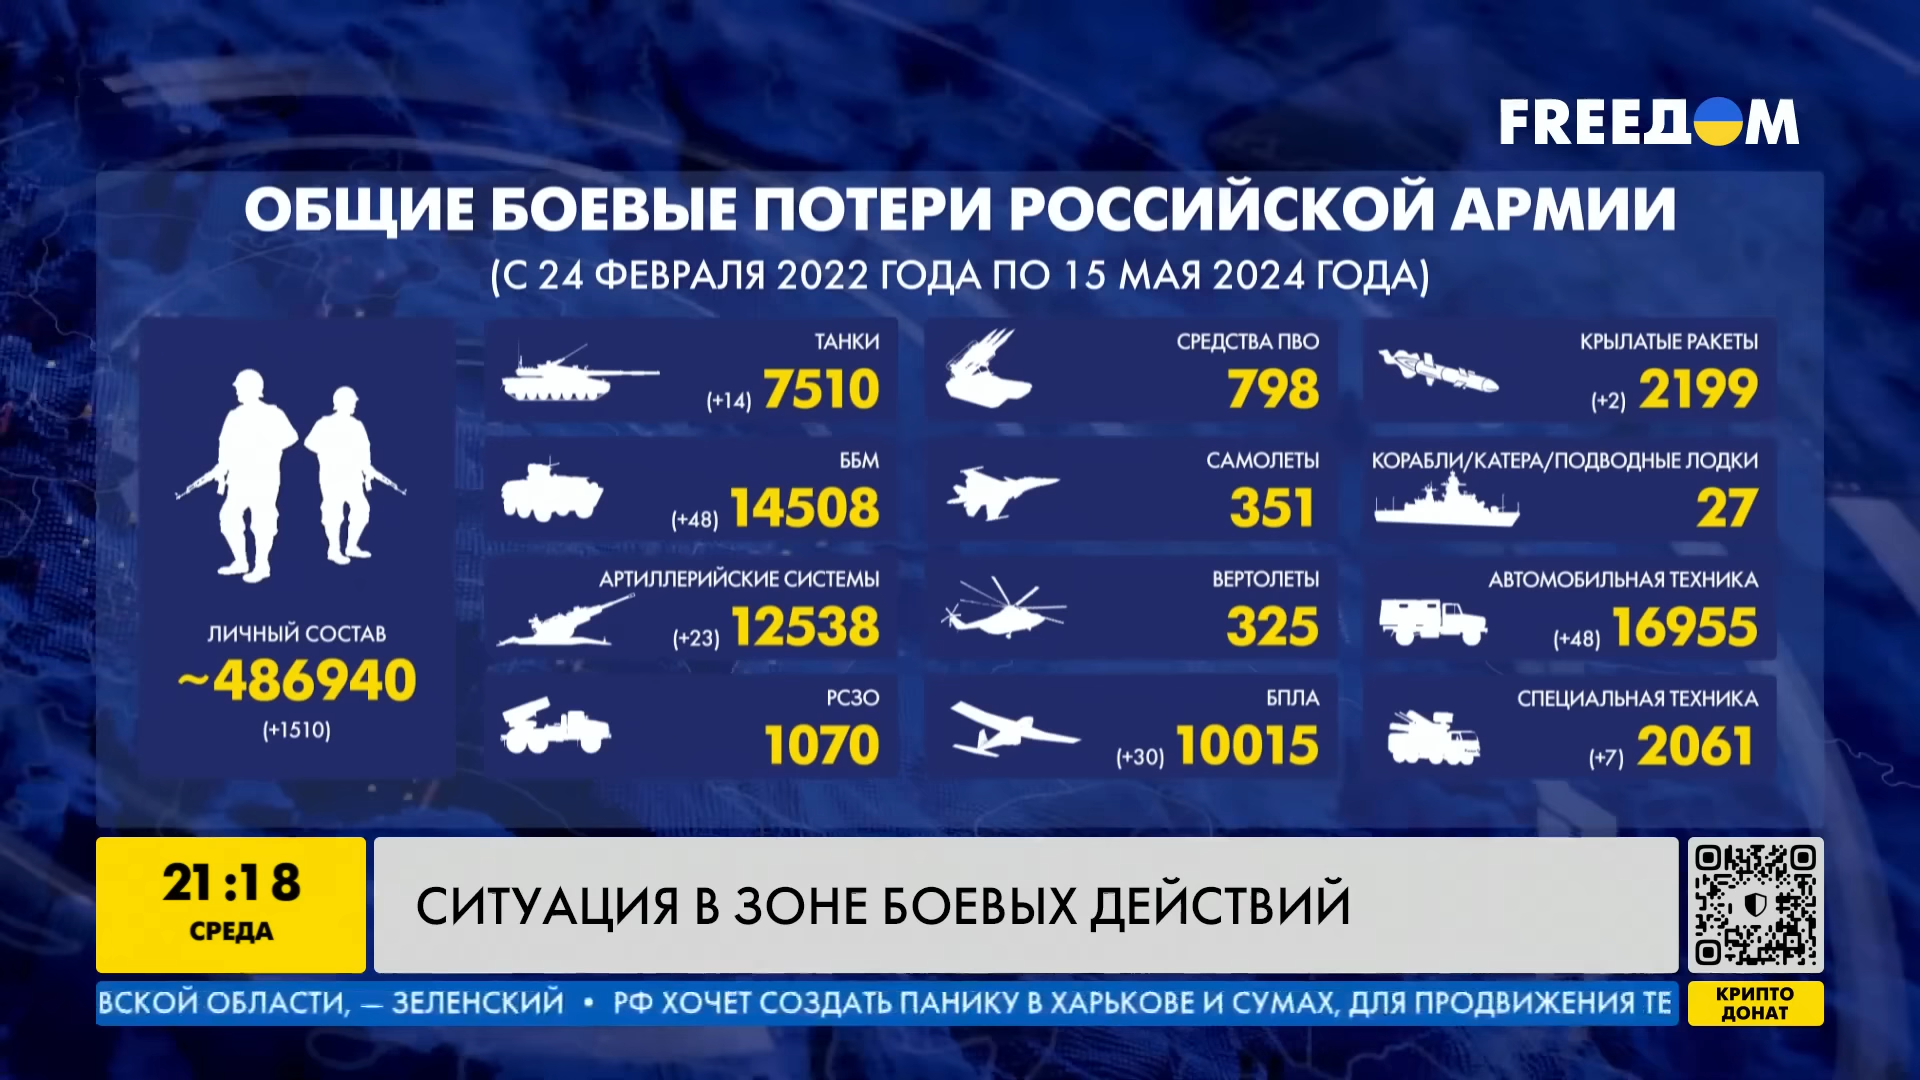 FREEДOM
ОБЩИЕ БОЕВЫЕ ПОТЕРИ РОССИЙСКОЙ АРМИИ
(С 24 ФЕВРАЛЯ 2022 ГОДА ПО 15 МАЯ 2024 ГОДА)
ЛИЧНЫЙ СОСТАВ
~486940
(+1510)
ТАНКИ
(+14) 7510
ББМ
(+48) 14508
АРТИЛЛЕРИЙСКИЕ СИСТЕМЫ
(+23) 12538
РСЗО
1070
СРЕДСТВА ПВО
798
САМОЛЕТЫ
351
ВЕРТОЛЕТЫ
325
БПЛА
(+30) 10015
КРЫЛАТЫЕ РАКЕТЫ
(+2) 2199
КОРАБЛИ/КАТЕРА/ПОДВОДНЫЕ ЛОДКИ
27
АВТОМОБИЛЬНАЯ ТЕХНИКА
(+48) 16955
СПЕЦИАЛЬНАЯ ТЕХНИКА
(+7) 2061
21:18
СРЕДА
СИТУАЦИЯ В ЗОНЕ БОЕВЫХ ДЕЙСТВИЙ
ВСКОЙ ОБЛАСТИ, — ЗЕЛЕНСКИЙ • РФ ХОЧЕТ СОЗДАТЬ ПАНИКУ В ХАРЬКОВЕ И СУМАХ, ДЛЯ ПРОДВИЖЕНИЯ ТЕ
КРИПТО
ДОНАТ